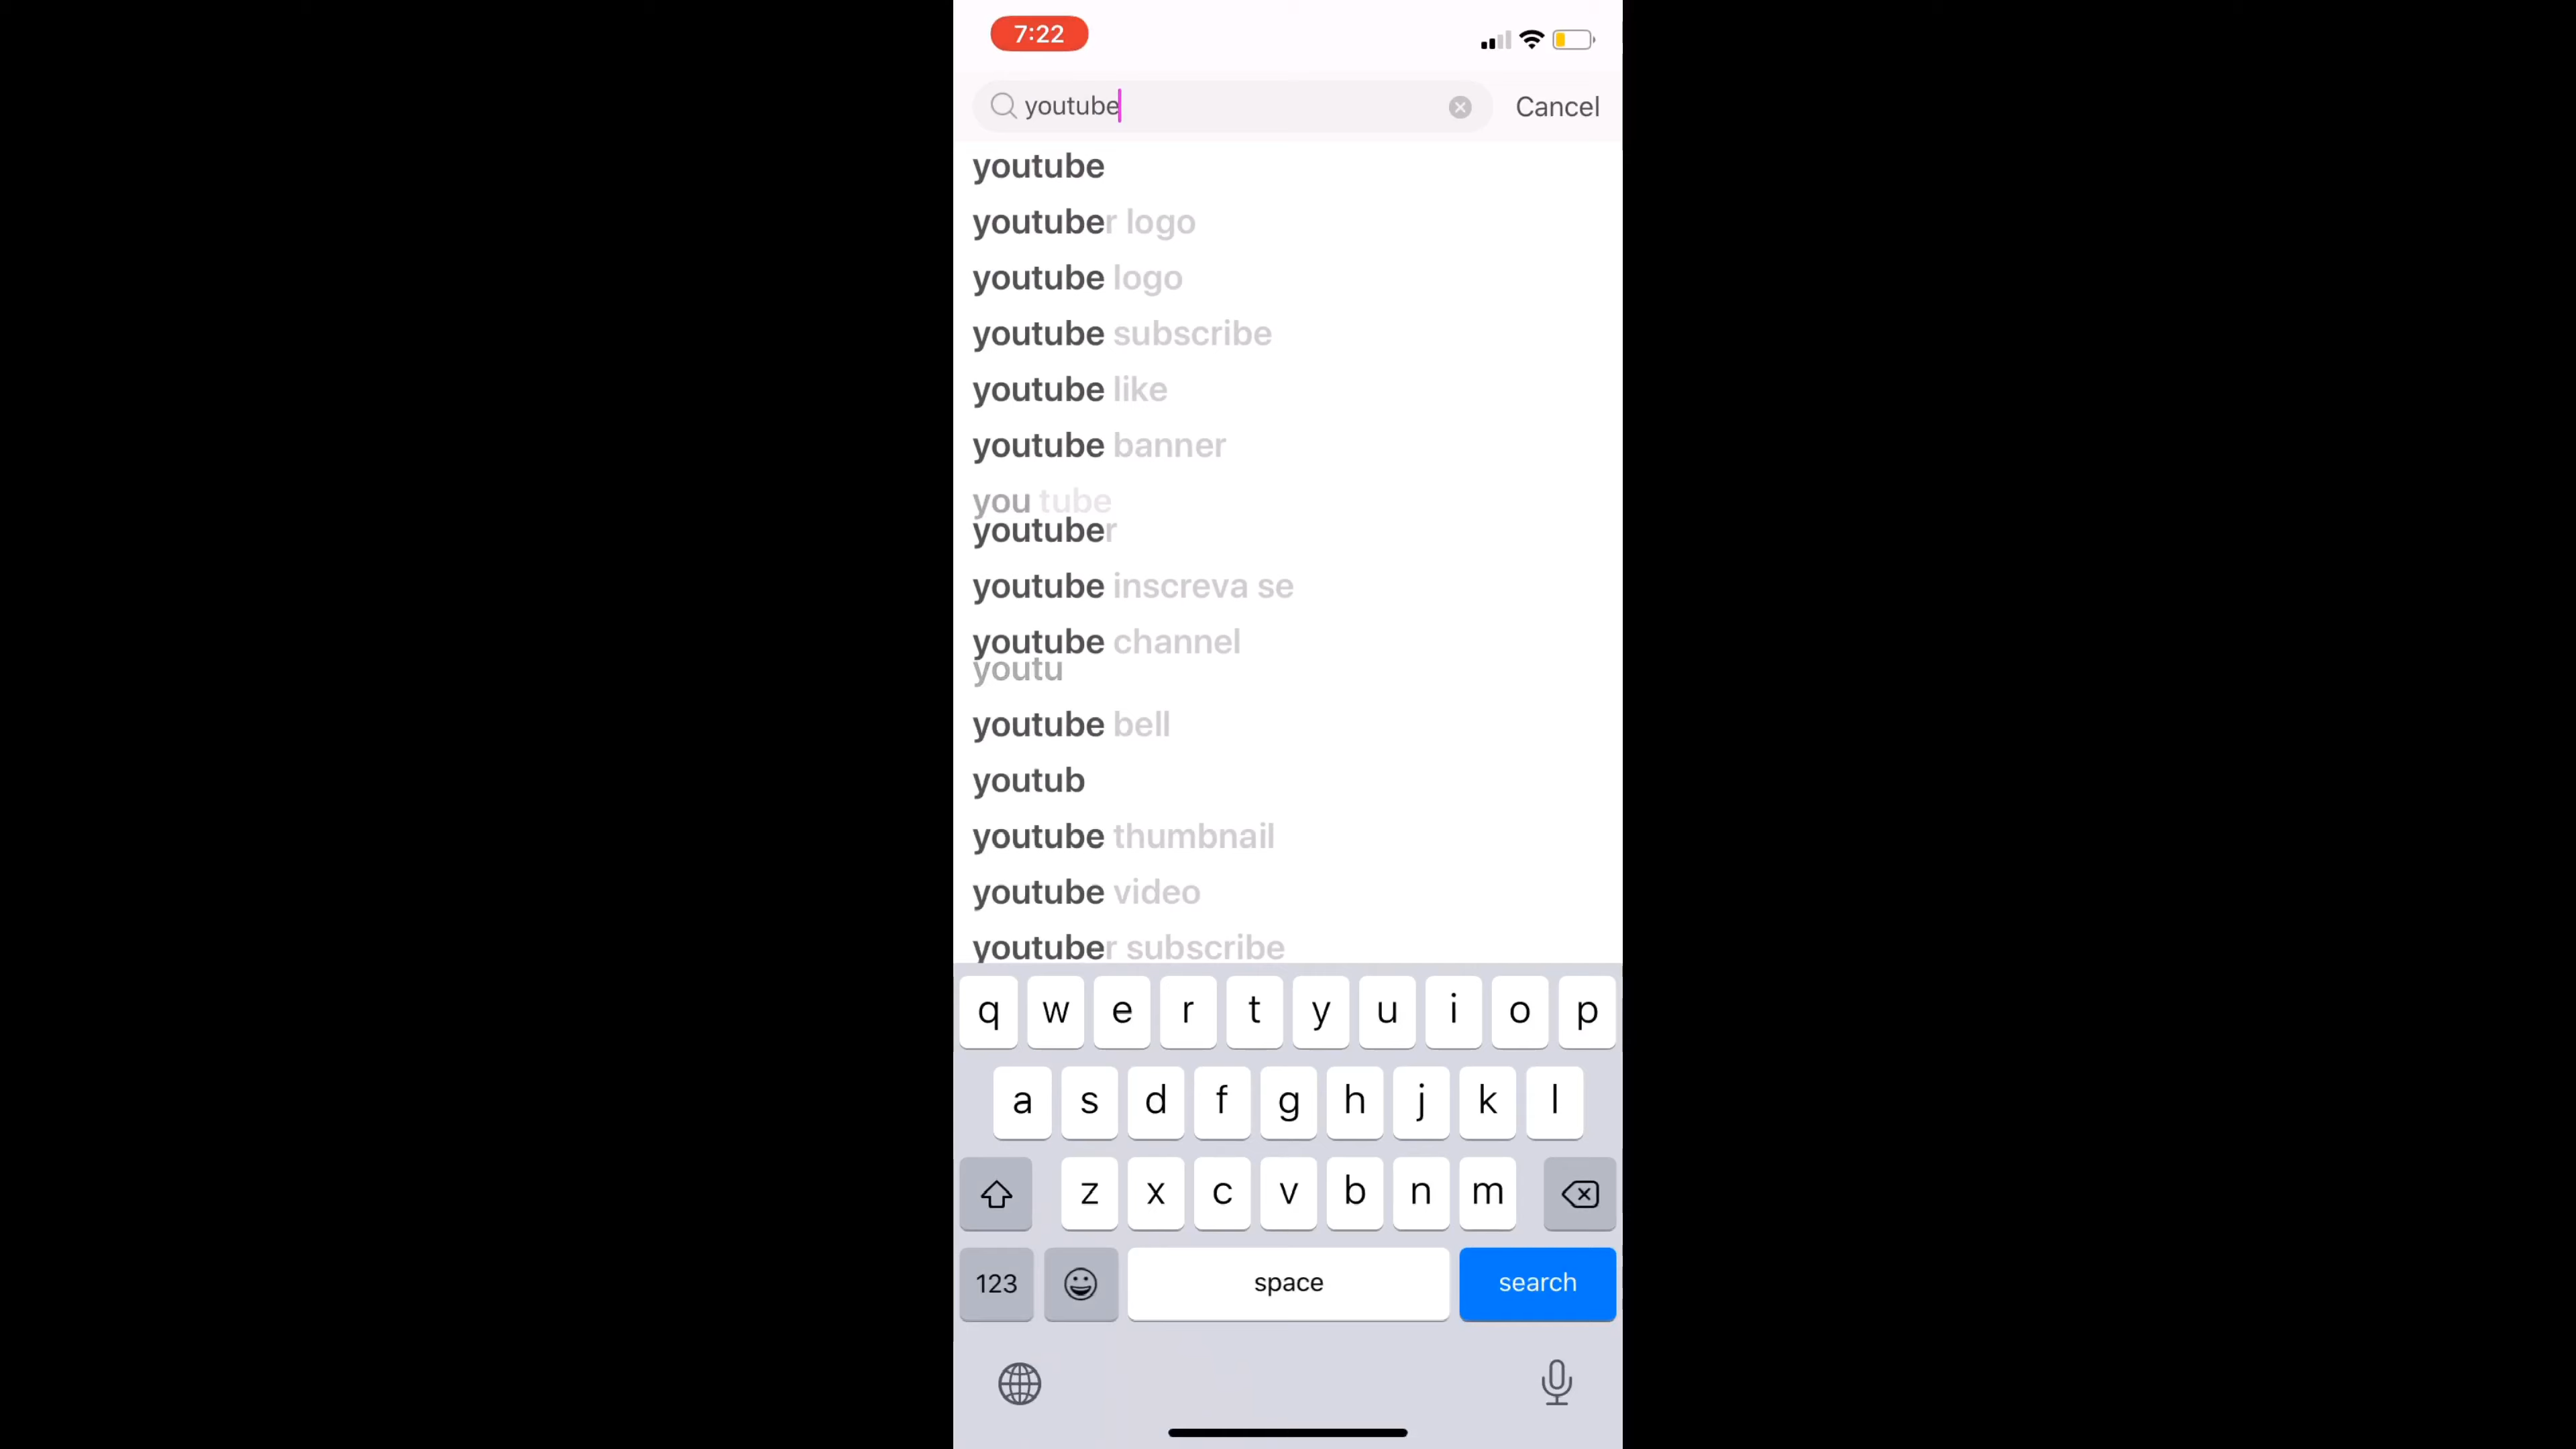 7:22
youtube
Cancel
youtube
youtuber logo
youtube logo
youtube subscribe
youtube like
youtube banner
you tube
youtuber
youtube inscreva se
youtube channel
youtu
youtube bell
youtub
youtube thumbnail
youtube video
youtuber subscribe
q w e r t y u i o p
a s d f g h j k l
z x c v b n m
123 space search